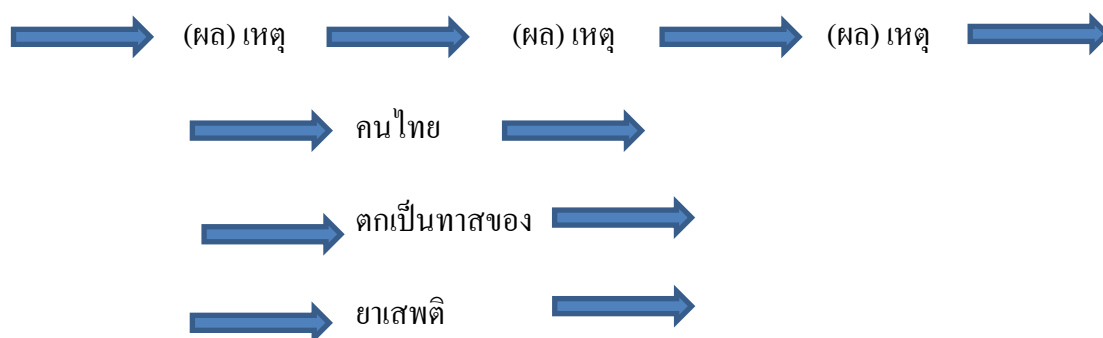 (ผล) เหตุ (ผล) เหตุ (ผล) เหตุ
คนไทย
ตกเป็นทาสของ
ยาเสพติ